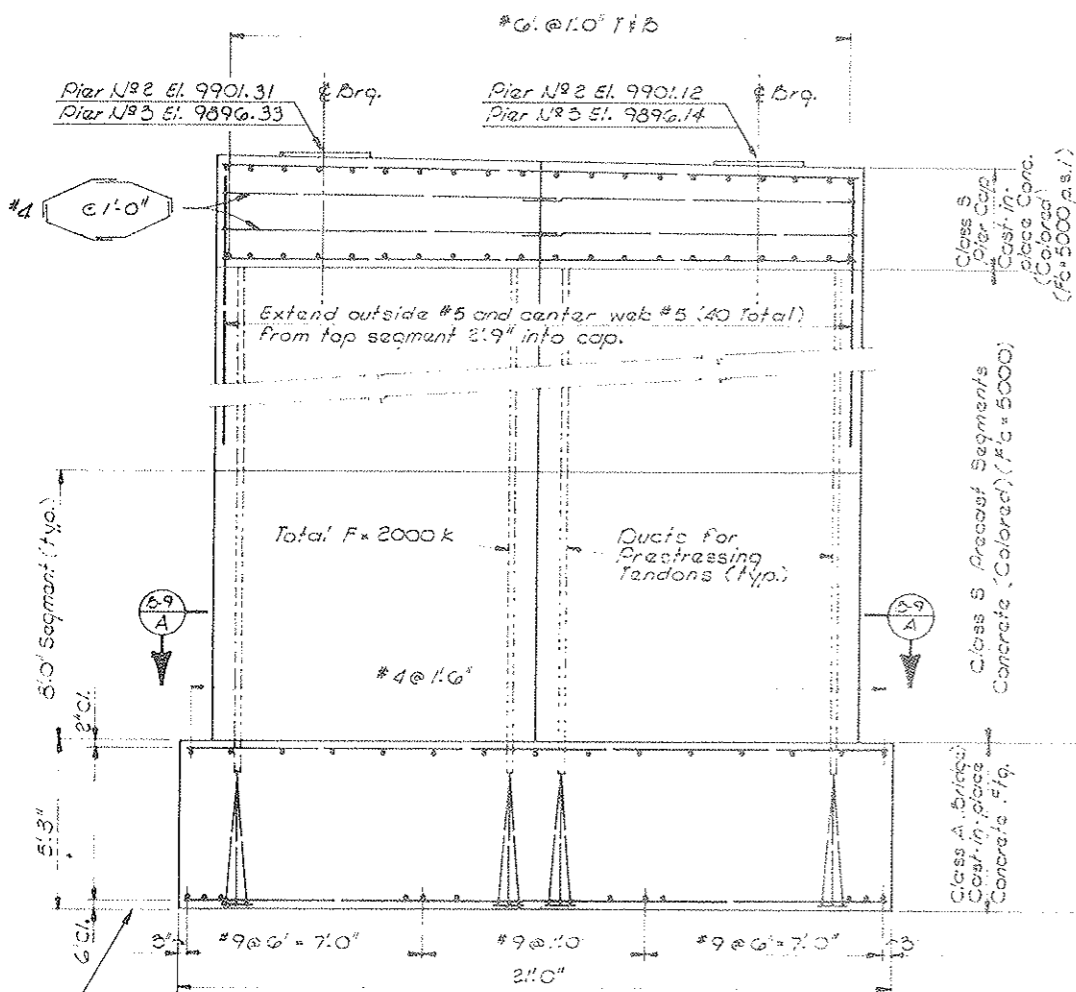 #6 @ 1'-0" T & B
Pier Nº 2 El. 9901.31
Pier Nº 3 El. 9896.33
℄ Brg.
Pier Nº 2 El. 9901.12
Pier Nº 3 El. 9896.14
℄ Brg.
#4 @ 1'-0"
Class S
Pier Cap
Cast-in-
place Conc.
(Colored)
(F'c=5000 p.s.i.)
Extend outside #5 and center web #5 (40 Total)
from top segment 2'-9" into cap.
Class S Precast Segments
Concrete (Colored) (F'c = 5000)
8'-0" Segment (typ.)
Total F = 2000 k
Ducts for
Prestressing
Tendons (typ.)
A
A
#4 @ 1'-6"
2" Cl.
5'-3"
6" Cl.
Class A (Bridge)
Cast-in-place
Concrete Ftg.
3"
#9 @ 6" = 7'-0"
#9 @ 1'-0"
#9 @ 6" = 7'-0"
3"
21'-0"